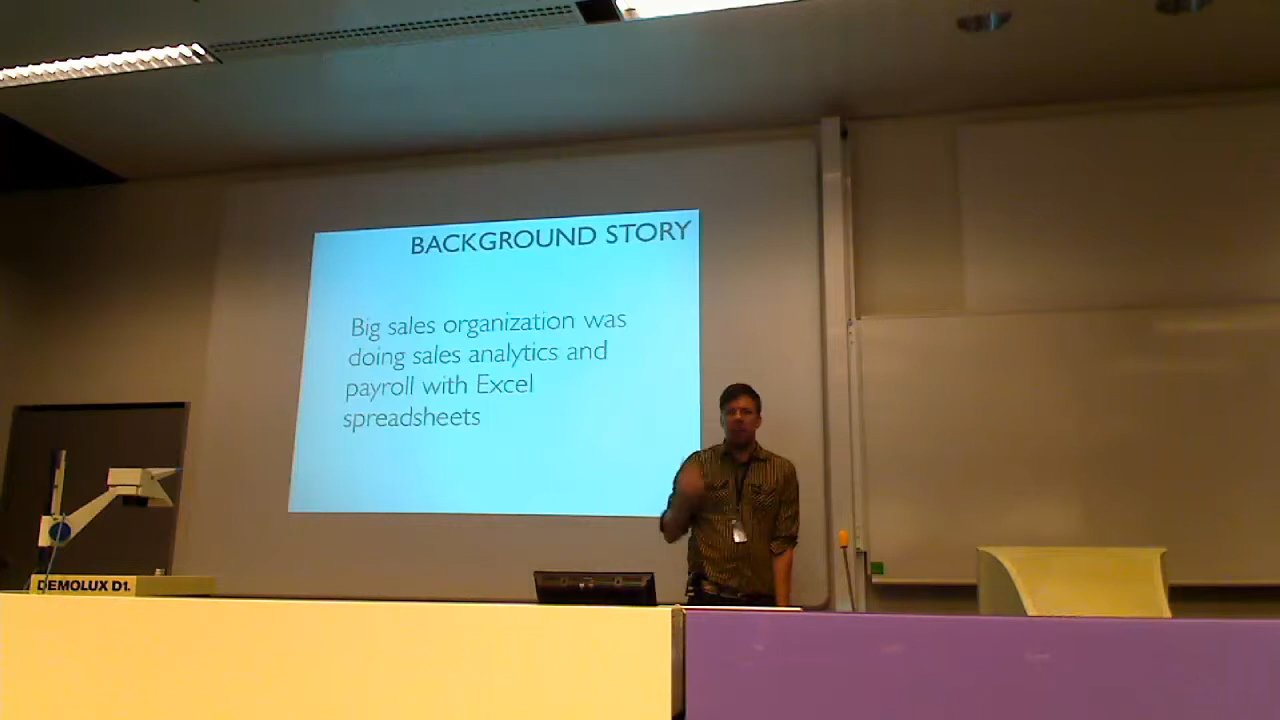 BACKGROUND STORY
Big sales organization was
doing sales analytics and
payroll with Excel
spreadsheets
DEMOLUX D1.